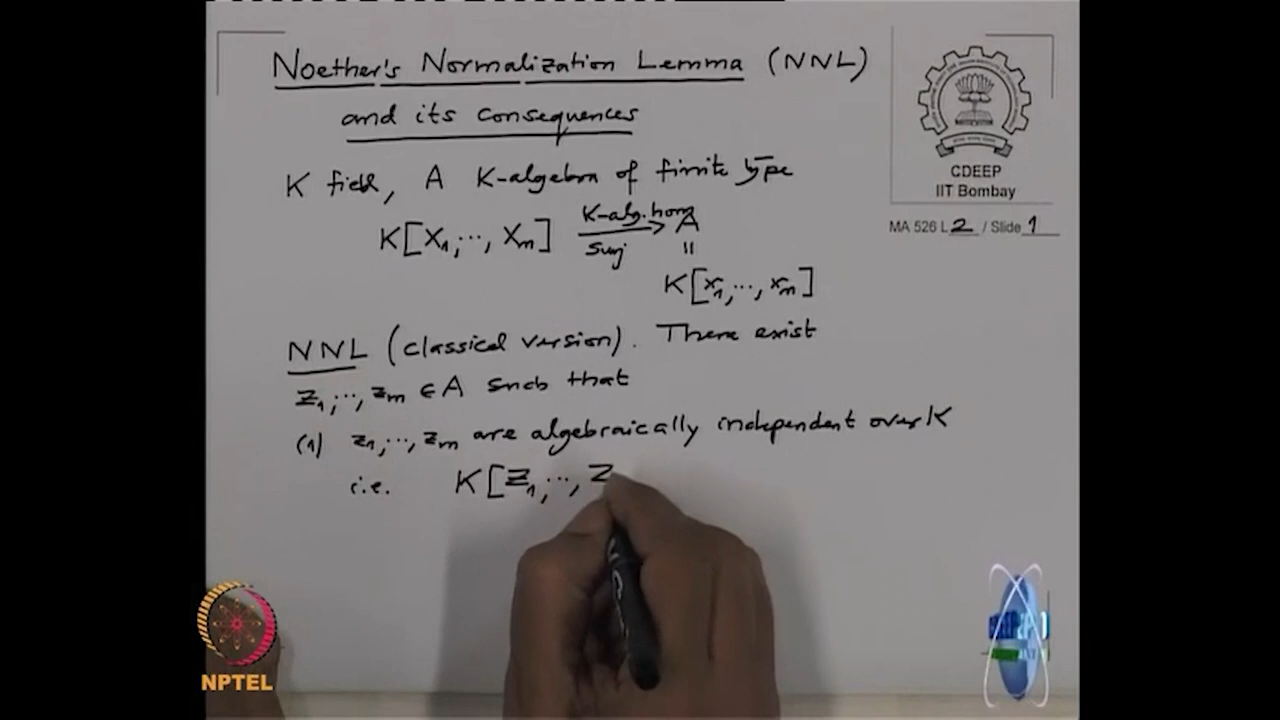 Noether's Normalization Lemma (NNL)
and its consequences
K field, A K-algebra of finite type
K[X₁,⋯, Xₙ] K-alg. hom → surj A
=
K[x₁,⋯, xₙ]
NNL (classical version). There exist
z₁,⋯, zₘ ∈ A such that
(1) z₁,⋯, zₘ are algebraically independent over K
i.e. K[Z₁,⋯, Z
CDEEP
IIT Bombay
MA 526 L 2 / Slide 1
NPTEL